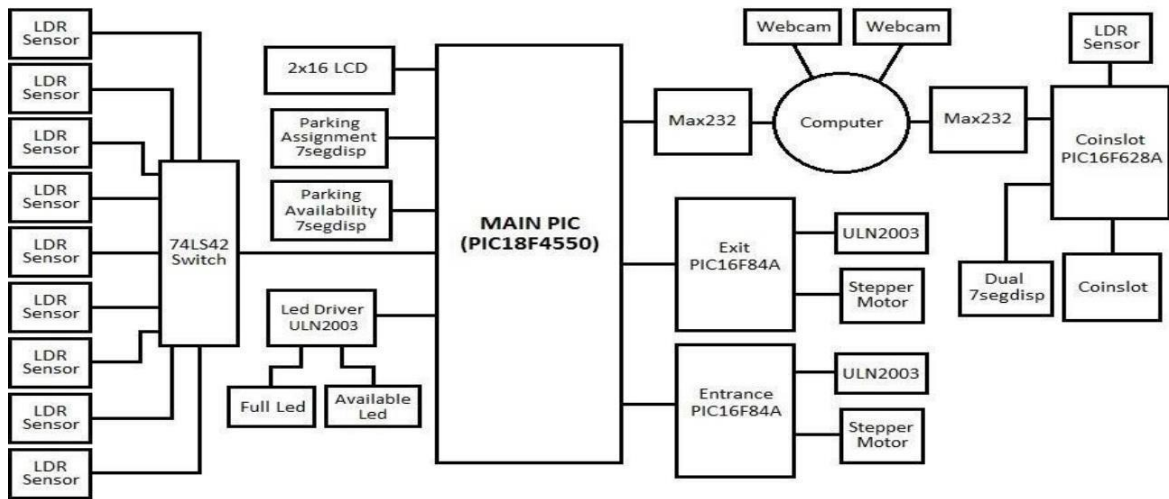 LDR
Sensor
LDR
Sensor
LDR
Sensor
LDR
Sensor
LDR
Sensor
LDR
Sensor
LDR
Sensor
LDR
Sensor
LDR
Sensor
74LS42
Switch
2x16 LCD
Parking
Assignment
7segdisp
Parking
Availability
7segdisp
Led Driver
ULN2003
Full Led
Available
Led
MAIN PIC
(PIC18F4550)
Max232
Webcam
Webcam
Computer
Max232
LDR
Sensor
Coinslot
PIC16F628A
Dual
7segdisp
Coinslot
Exit
PIC16F84A
ULN2003
Stepper
Motor
Entrance
PIC16F84A
ULN2003
Stepper
Motor